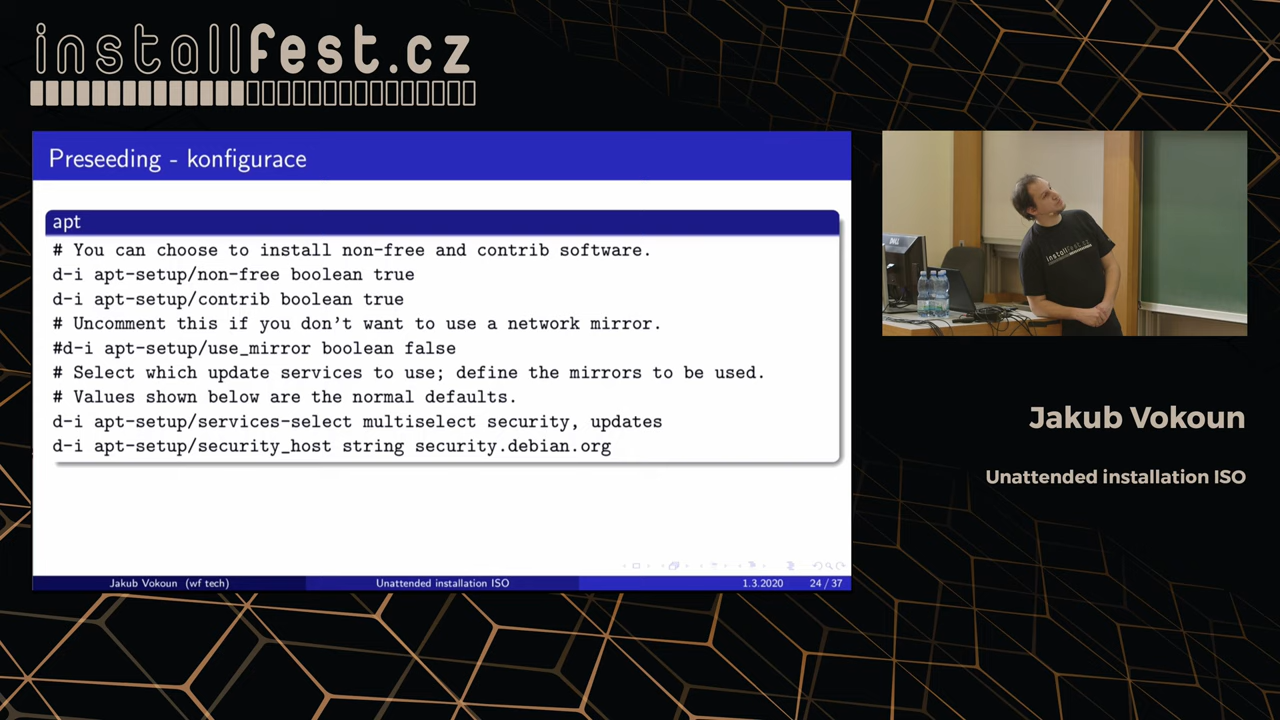 installfest.cz
Preseeding - konfigurace
apt
# You can choose to install non-free and contrib software.
d-i apt-setup/non-free boolean true
d-i apt-setup/contrib boolean true
# Uncomment this if you don't want to use a network mirror.
#d-i apt-setup/use_mirror boolean false
# Select which update services to use; define the mirrors to be used.
# Values shown below are the normal defaults.
d-i apt-setup/services-select multiselect security, updates
d-i apt-setup/security_host string security.debian.org
Jakub Vokoun (wf tech)
Unattended installation ISO
1.3.2020
24 / 37
installfest.cz
Jakub Vokoun
Unattended installation ISO